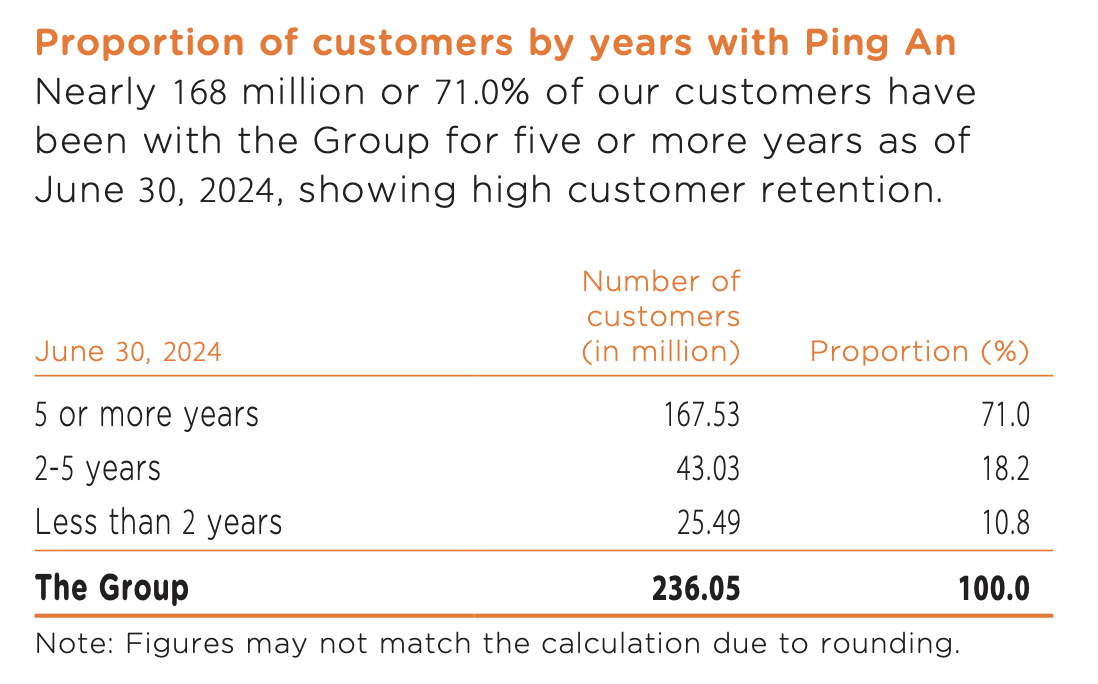 Proportion of customers by years with Ping An
Nearly 168 million or 71.0% of our customers have
been with the Group for five or more years as of
June 30, 2024, showing high customer retention.
Number of
customers
June 30, 2024 (in million) Proportion (%)
5 or more years 167.53 71.0
2-5 years 43.03 18.2
Less than 2 years 25.49 10.8
The Group 236.05 100.0
Note: Figures may not match the calculation due to rounding.